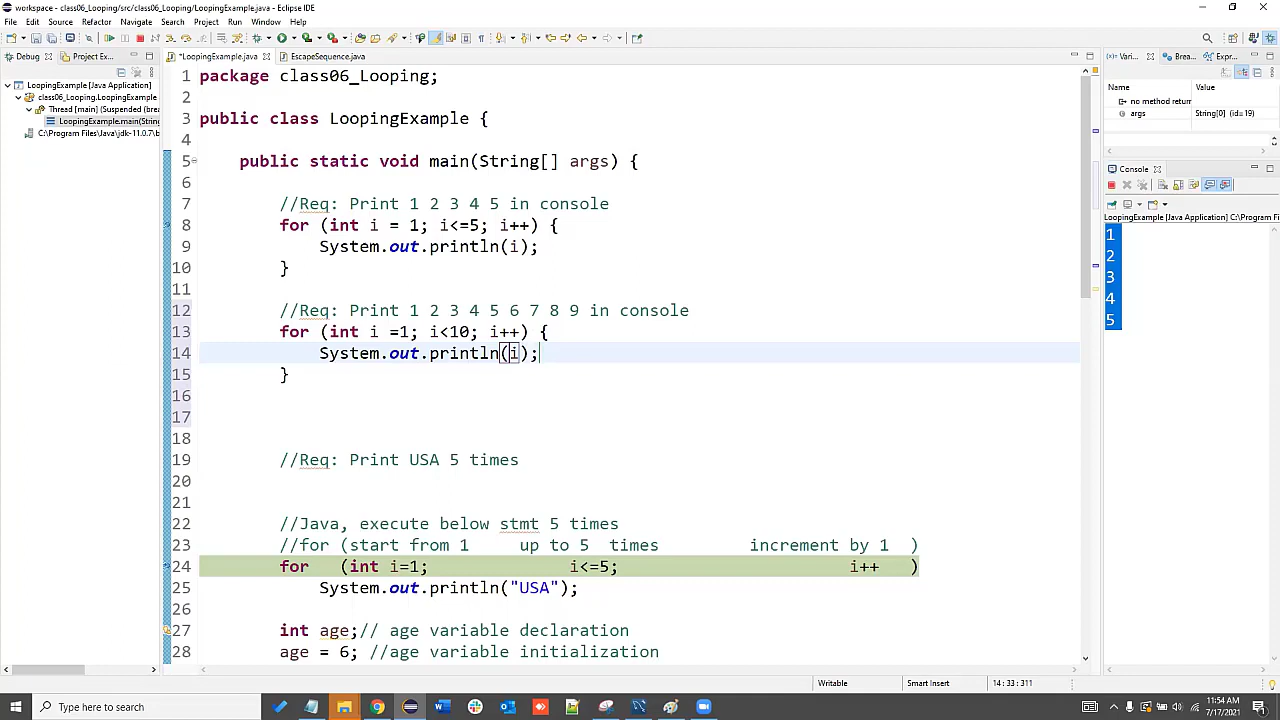 workspace - class06_Looping/src/class06_Looping/LoopingExample.java - Eclipse IDE
File Edit Source Refactor Navigate Search Project Run Window Help
Debug Project Ex... *LoopingExample.java EscapeSequence.java Vari... Brea... Expr...
LoopingExample [Java Application]
class06_Looping.LoopingExample
Thread [main] (Suspended (brea
LoopingExample.main(String
C:\Program Files\Java\jdk-11.0.7\b
1 package class06_Looping;
2
3 public class LoopingExample {
4
5 public static void main(String[] args) {
6
7 //Req: Print 1 2 3 4 5 in console
8 for (int i = 1; i<=5; i++) {
9 System.out.println(i);
10 }
11
12 //Req: Print 1 2 3 4 5 6 7 8 9 in console
13 for (int i =1; i<10; i++) {
14 System.out.println(i);
15 }
16
17
18
19 //Req: Print USA 5 times
20
21
22 //Java, execute below stmt 5 times
23 //for (start from 1 up to 5 times increment by 1 )
24 for (int i=1; i<=5; i++ )
25 System.out.println("USA");
26
27 int age;// age variable declaration
28 age = 6; //age variable initialization
Name Value
no method retur
args String[0] (id=19)
Console
LoopingExample [Java Application] C:\Program F
1
2
3
4
5
Writable Smart Insert 14 : 33 : 311
Type here to search
11:54 AM
7/17/2021